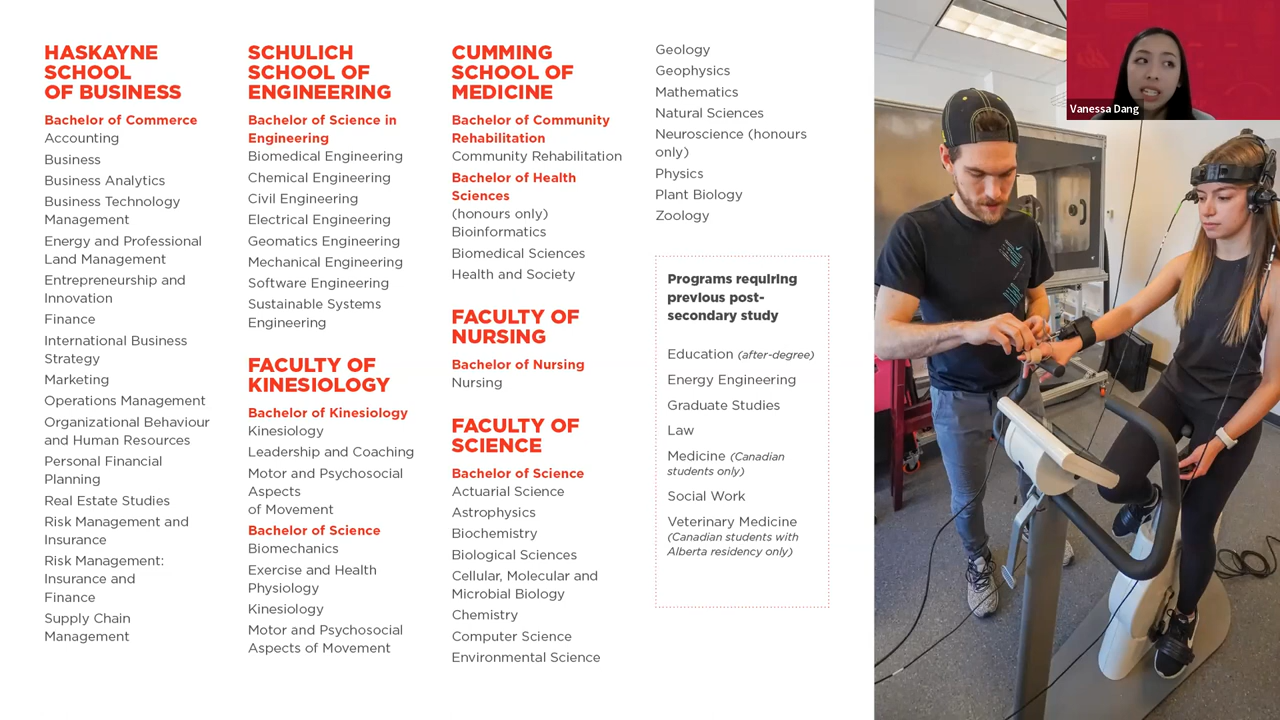 HASKAYNE
SCHOOL
OF BUSINESS
Bachelor of Commerce
Accounting
Business
Business Analytics
Business Technology
Management
Energy and Professional
Land Management
Entrepreneurship and
Innovation
Finance
International Business
Strategy
Marketing
Operations Management
Organizational Behaviour
and Human Resources
Personal Financial
Planning
Real Estate Studies
Risk Management and
Insurance
Risk Management:
Insurance and
Finance
Supply Chain
Management
SCHULICH
SCHOOL OF
ENGINEERING
Bachelor of Science in
Engineering
Biomedical Engineering
Chemical Engineering
Civil Engineering
Electrical Engineering
Geomatics Engineering
Mechanical Engineering
Software Engineering
Sustainable Systems
Engineering
FACULTY OF
KINESIOLOGY
Bachelor of Kinesiology
Kinesiology
Leadership and Coaching
Motor and Psychosocial
Aspects
of Movement
Bachelor of Science
Biomechanics
Exercise and Health
Physiology
Kinesiology
Motor and Psychosocial
Aspects of Movement
CUMMING
SCHOOL OF
MEDICINE
Bachelor of Community
Rehabilitation
Community Rehabilitation
Bachelor of Health
Sciences
(honours only)
Bioinformatics
Biomedical Sciences
Health and Society
FACULTY OF
NURSING
Bachelor of Nursing
Nursing
FACULTY OF
SCIENCE
Bachelor of Science
Actuarial Science
Astrophysics
Biochemistry
Biological Sciences
Cellular, Molecular and
Microbial Biology
Chemistry
Computer Science
Environmental Science
Geology
Geophysics
Mathematics
Natural Sciences
Neuroscience (honours
only)
Physics
Plant Biology
Zoology
Programs requiring
previous post-
secondary study
Education (after-degree)
Energy Engineering
Graduate Studies
Law
Medicine (Canadian
students only)
Social Work
Veterinary Medicine
(Canadian students with
Alberta residency only)
Vanessa Dang